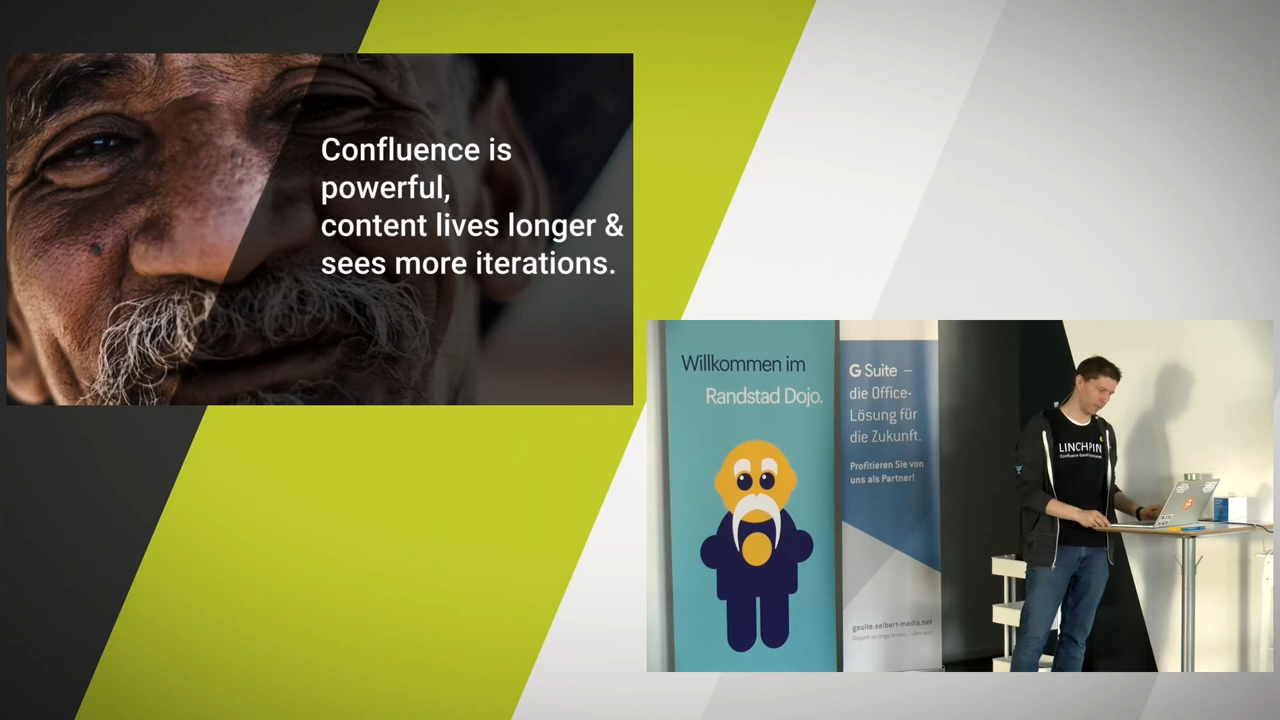 Confluence is
powerful,
content lives longer &
sees more iterations.
Willkommen im
Randstad Dojo.
G Suite –
die Office-
Lösung für
die Zukunft.
Profitieren Sie von
uns als Partner!
gsuite.seibert-media.net
LINCHPIN